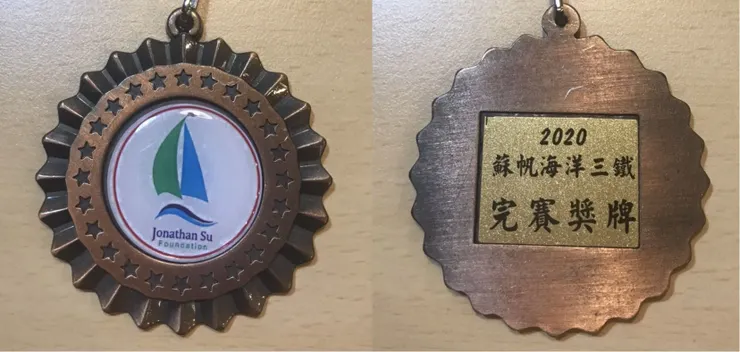 Jonathan Su
Foundation
2020
蘇帆海洋三鐵
完賽獎牌